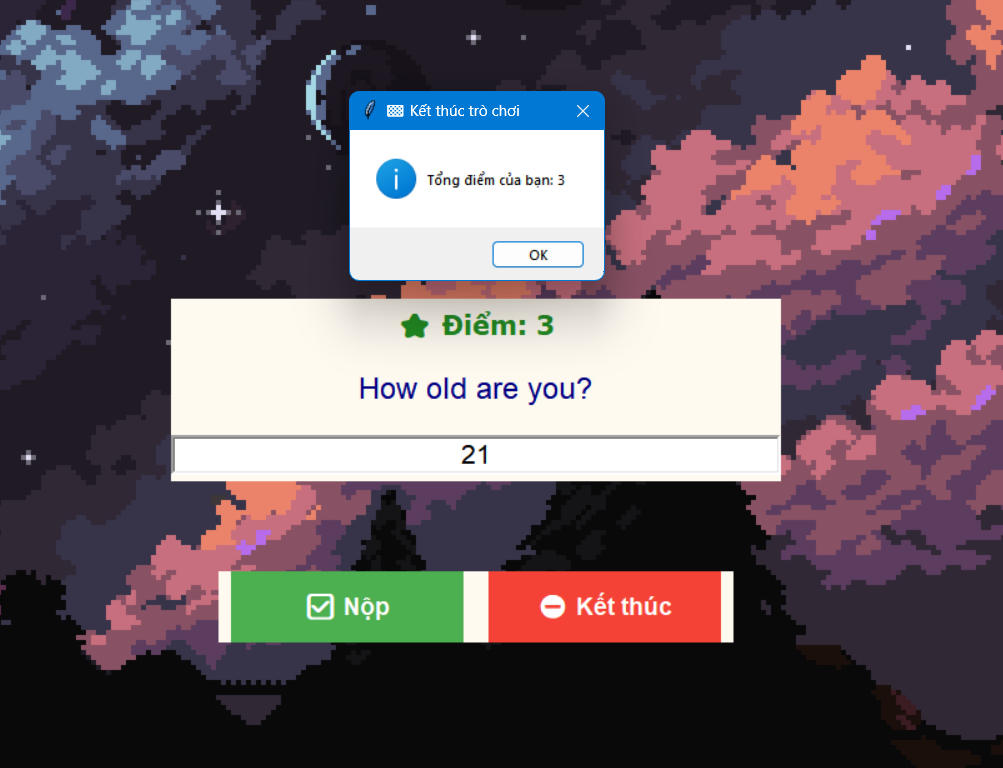 Kết thúc trò chơi
Tổng điểm của bạn: 3
OK
Điểm: 3
How old are you?
21
Nộp
Kết thúc